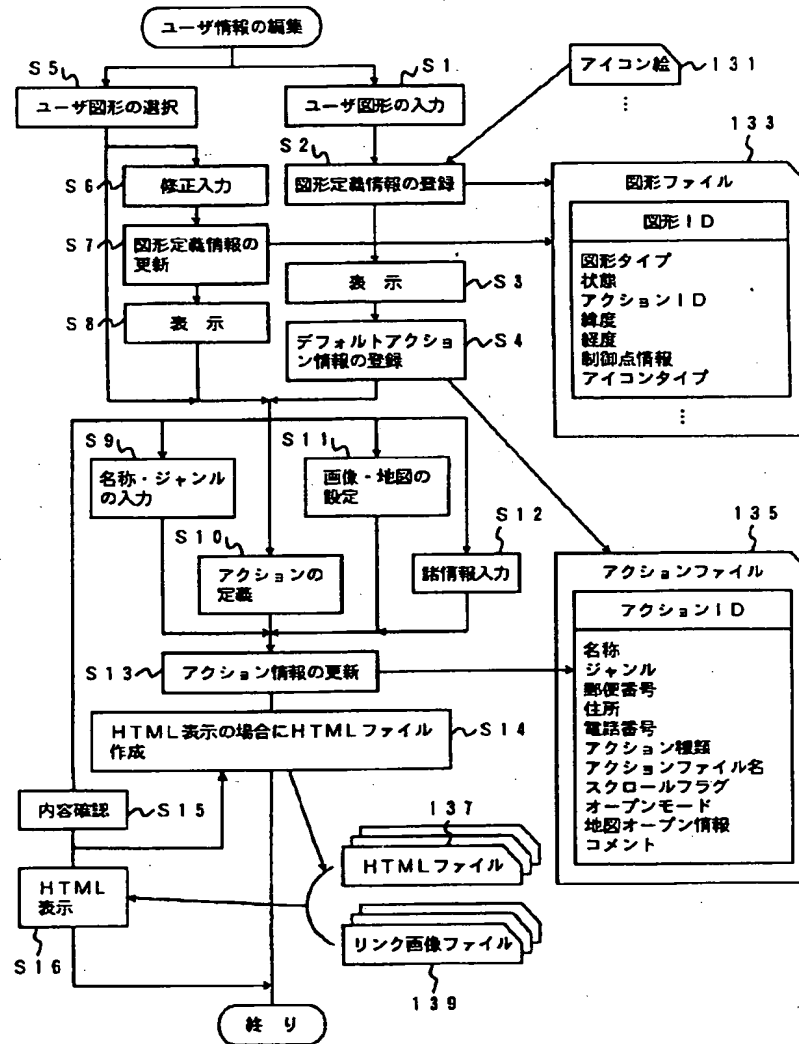 ユーザ情報の編集
S5
S1
アイコン絵
131
ユーザ図形の選択
ユーザ図形の入力
⋮
S2
133
S6
修正入力
図形定義情報の登録
図形ファイル
図形ID
S7
図形定義情報の
更新
図形タイプ
状態
アクションID
緯度
経度
制御点情報
アイコンタイプ
⋮
表 示
S3
S8
表 示
デフォルトアクショ
ン情報の登録
S4
S9
S11
名称・ジャンル
の入力
画像・地図の
設定
S12
135
S10
アクションの
定義
諸情報入力
アクションファイル
アクションID
名称
ジャンル
郵便番号
住所
電話番号
アクション種類
アクションファイル名
スクロールフラグ
オープンモード
地図オープン情報
コメント
S13
アクション情報の更新
HTML表示の場合にHTMLファイル
作成
S14
内容確認
S15
137
HTMLファイル
HTML
表示
リンク画像ファイル
S16
139
終 り